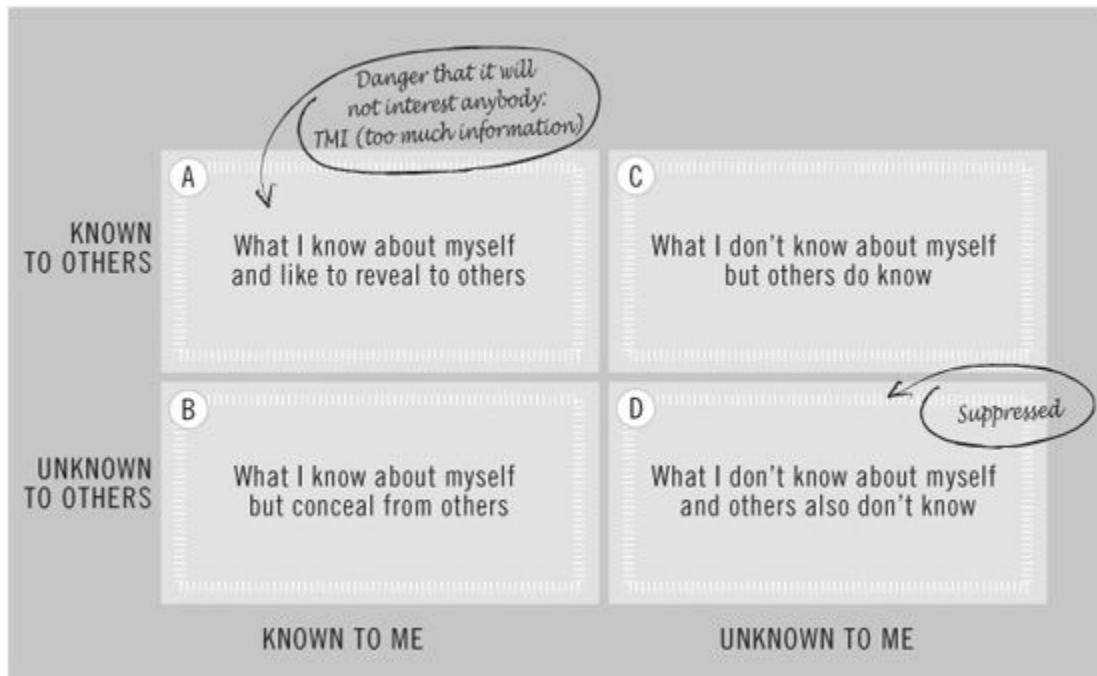 Danger that it will
not interest anybody:
TMI (too much information)
A
C
KNOWN
TO OTHERS
What I know about myself
and like to reveal to others
What I don't know about myself
but others do know
B
D
Suppressed
UNKNOWN
TO OTHERS
What I know about myself
but conceal from others
What I don't know about myself
and others also don't know
KNOWN TO ME
UNKNOWN TO ME